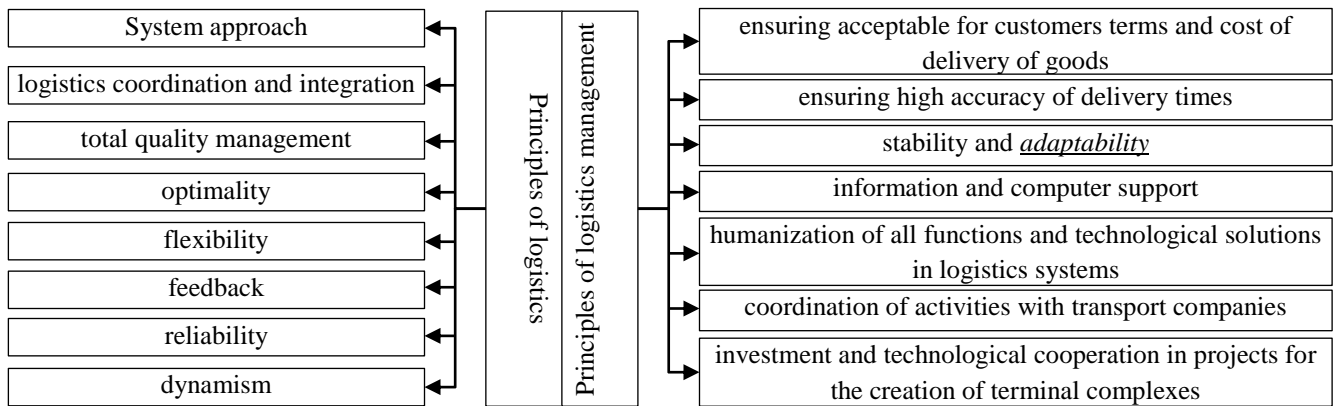 System approach
logistics coordination and integration
total quality management
optimality
flexibility
feedback
reliability
dynamism
Principles of logistics
Principles of logistics management
ensuring acceptable for customers terms and cost of
delivery of goods
ensuring high accuracy of delivery times
stability and adaptability
information and computer support
humanization of all functions and technological solutions
in logistics systems
coordination of activities with transport companies
investment and technological cooperation in projects for
the creation of terminal complexes